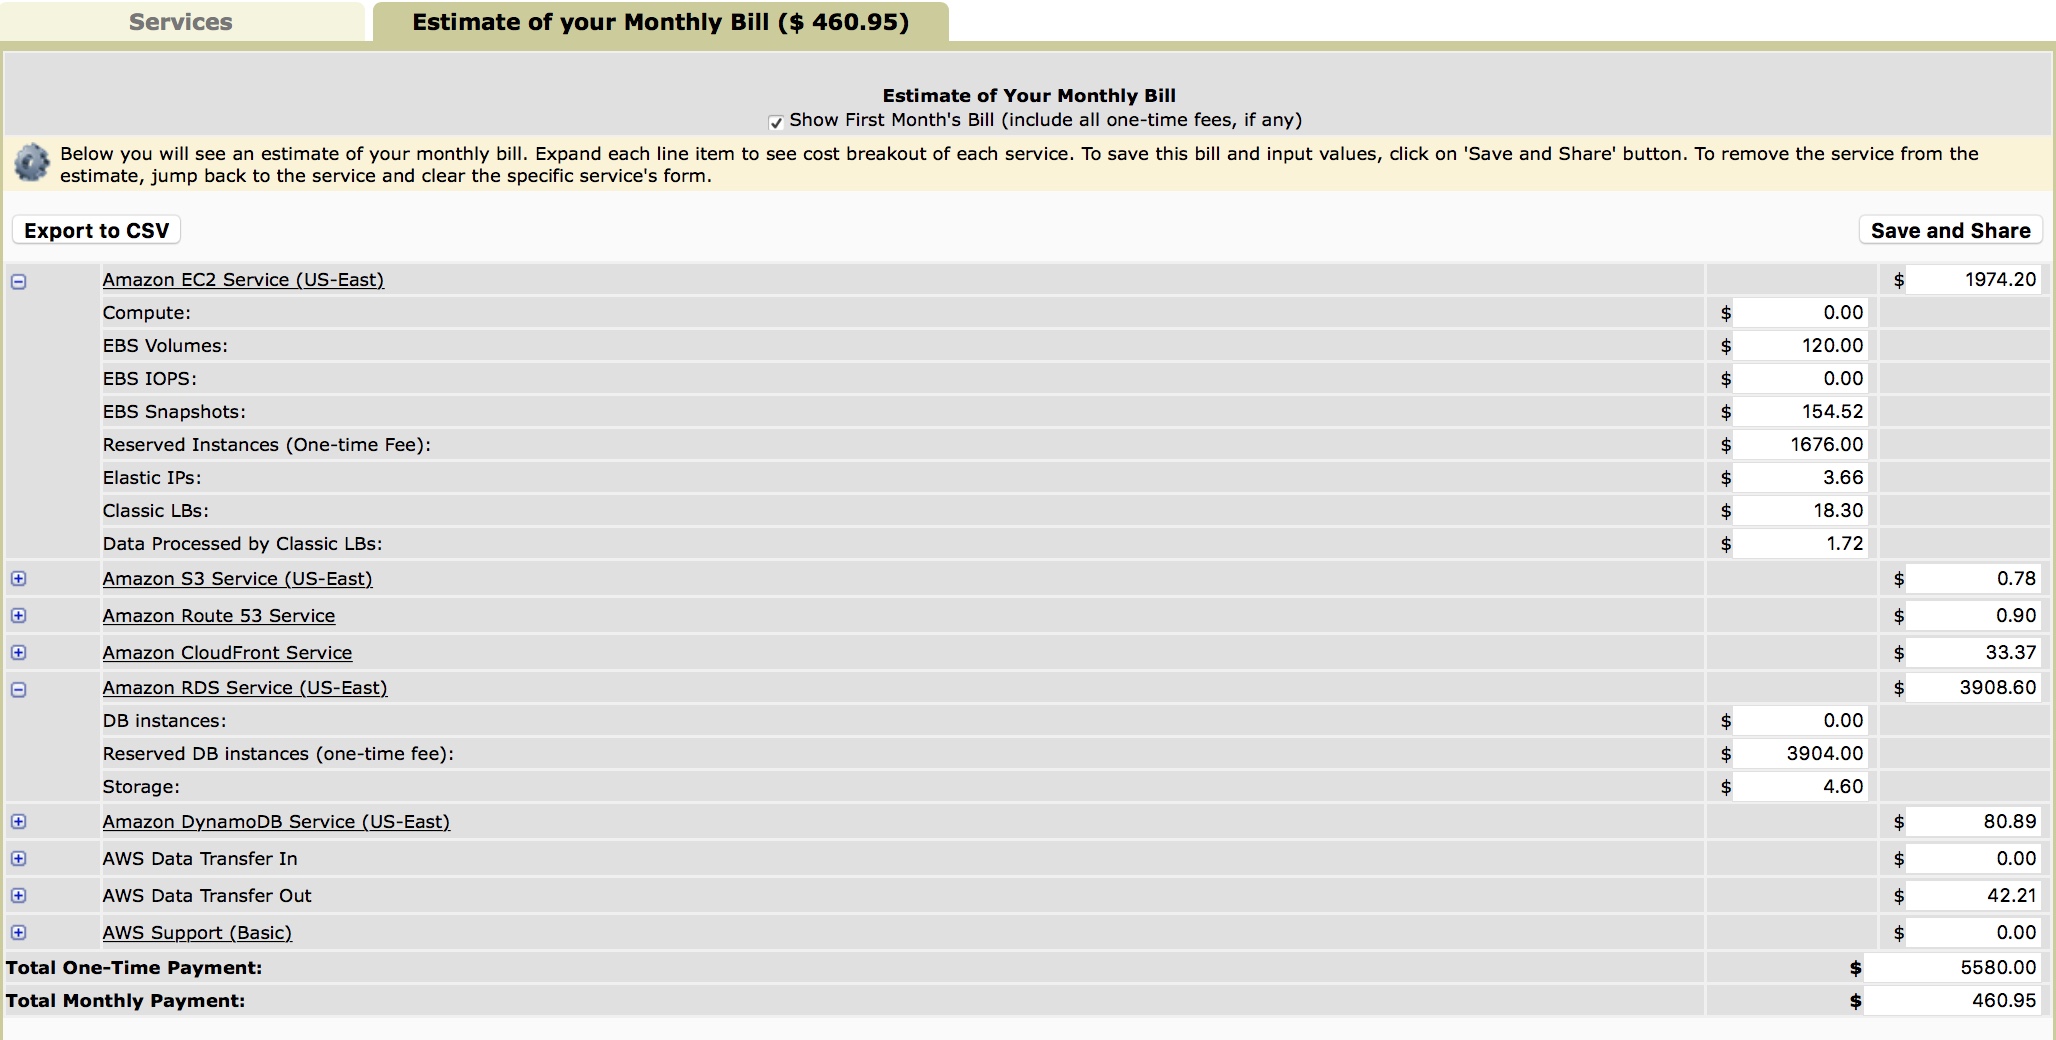 Services
Estimate of your Monthly Bill ($ 460.95)
Estimate of Your Monthly Bill
Show First Month's Bill (include all one-time fees, if any)
Below you will see an estimate of your monthly bill. Expand each line item to see cost breakout of each service. To save this bill and input values, click on 'Save and Share' button. To remove the service from the
estimate, jump back to the service and clear the specific service's form.
Export to CSV
Save and Share
Amazon EC2 Service (US-East) $ 1974.20
Compute: $ 0.00
EBS Volumes: $ 120.00
EBS IOPS: $ 0.00
EBS Snapshots: $ 154.52
Reserved Instances (One-time Fee): $ 1676.00
Elastic IPs: $ 3.66
Classic LBs: $ 18.30
Data Processed by Classic LBs: $ 1.72
Amazon S3 Service (US-East) $ 0.78
Amazon Route 53 Service $ 0.90
Amazon CloudFront Service $ 33.37
Amazon RDS Service (US-East) $ 3908.60
DB instances: $ 0.00
Reserved DB instances (one-time fee): $ 3904.00
Storage: $ 4.60
Amazon DynamoDB Service (US-East) $ 80.89
AWS Data Transfer In $ 0.00
AWS Data Transfer Out $ 42.21
AWS Support (Basic) $ 0.00
Total One-Time Payment: $ 5580.00
Total Monthly Payment: $ 460.95